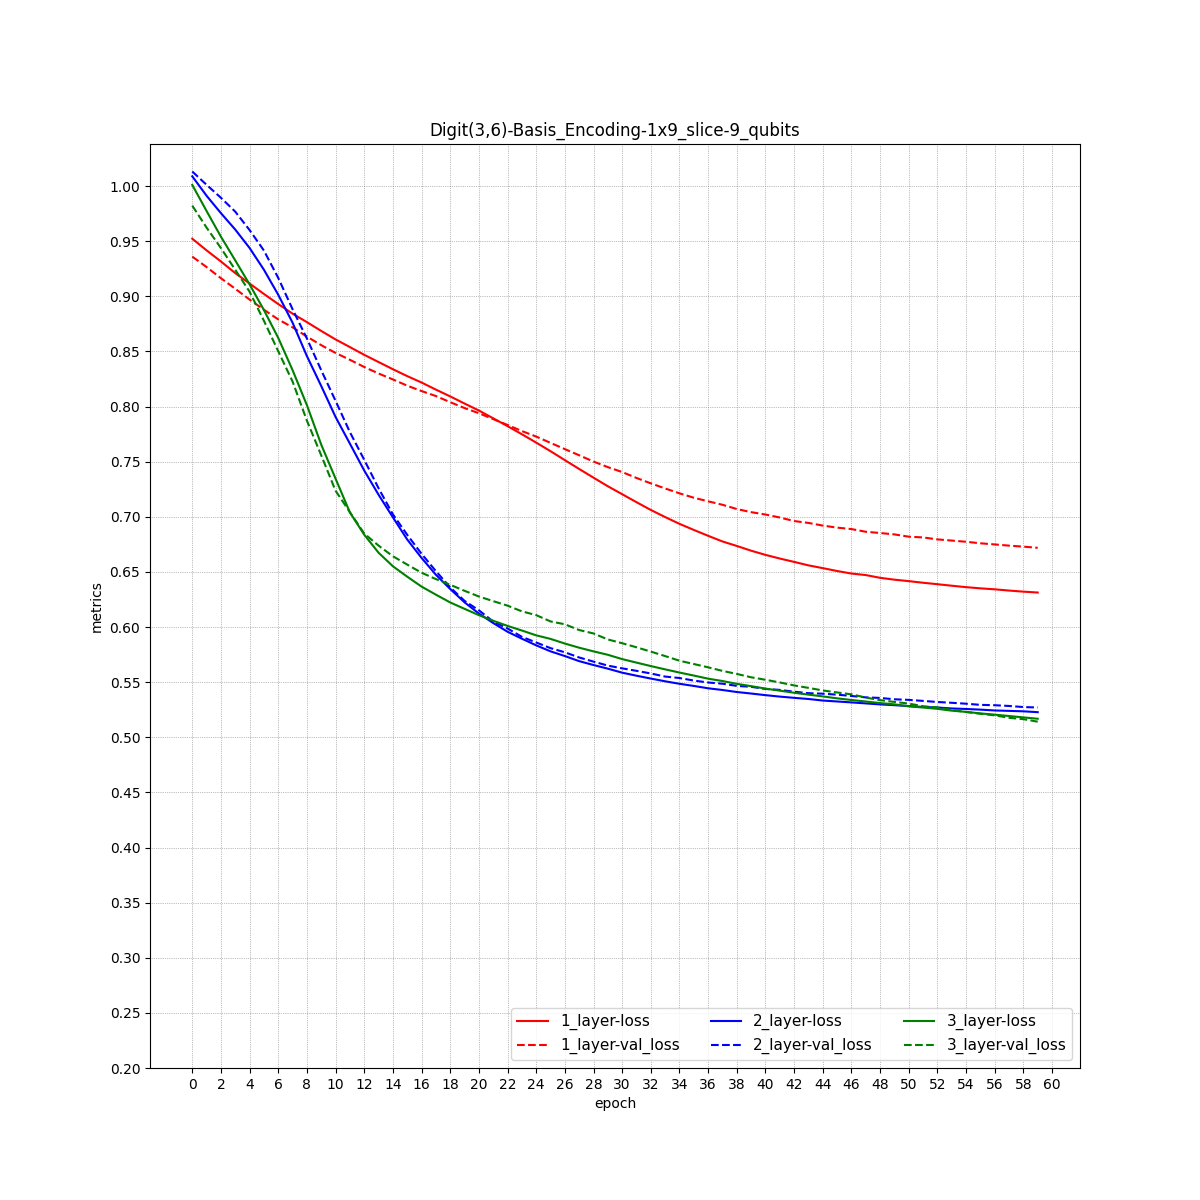 Digit(3,6)-Basis_Encoding-1x9_slice-9_qubits
1.00
0.95
0.90
0.85
0.80
0.75
0.70
0.65
0.60
0.55
0.50
0.45
0.40
0.35
0.30
0.25
0.20
metrics
1_layer-loss 2_layer-loss 3_layer-loss
1_layer-val_loss 2_layer-val_loss 3_layer-val_loss
0 2 4 6 8 10 12 14 16 18 20 22 24 26 28 30 32 34 36 38 40 42 44 46 48 50 52 54 56 58 60
epoch